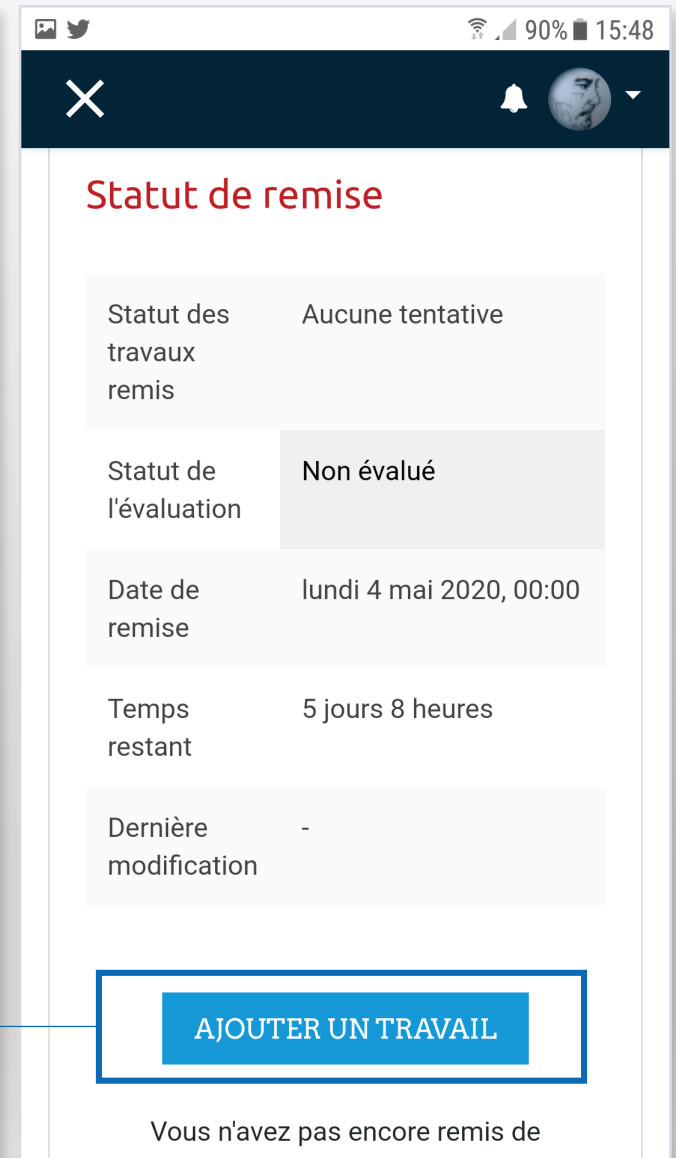 90% 15:48
Statut de remise
Statut des Aucune tentative
travaux
remis
Statut de Non évalué
l'évaluation
Date de lundi 4 mai 2020, 00:00
remise
Temps 5 jours 8 heures
restant
Dernière -
modification
AJOUTER UN TRAVAIL
Vous n'avez pas encore remis de